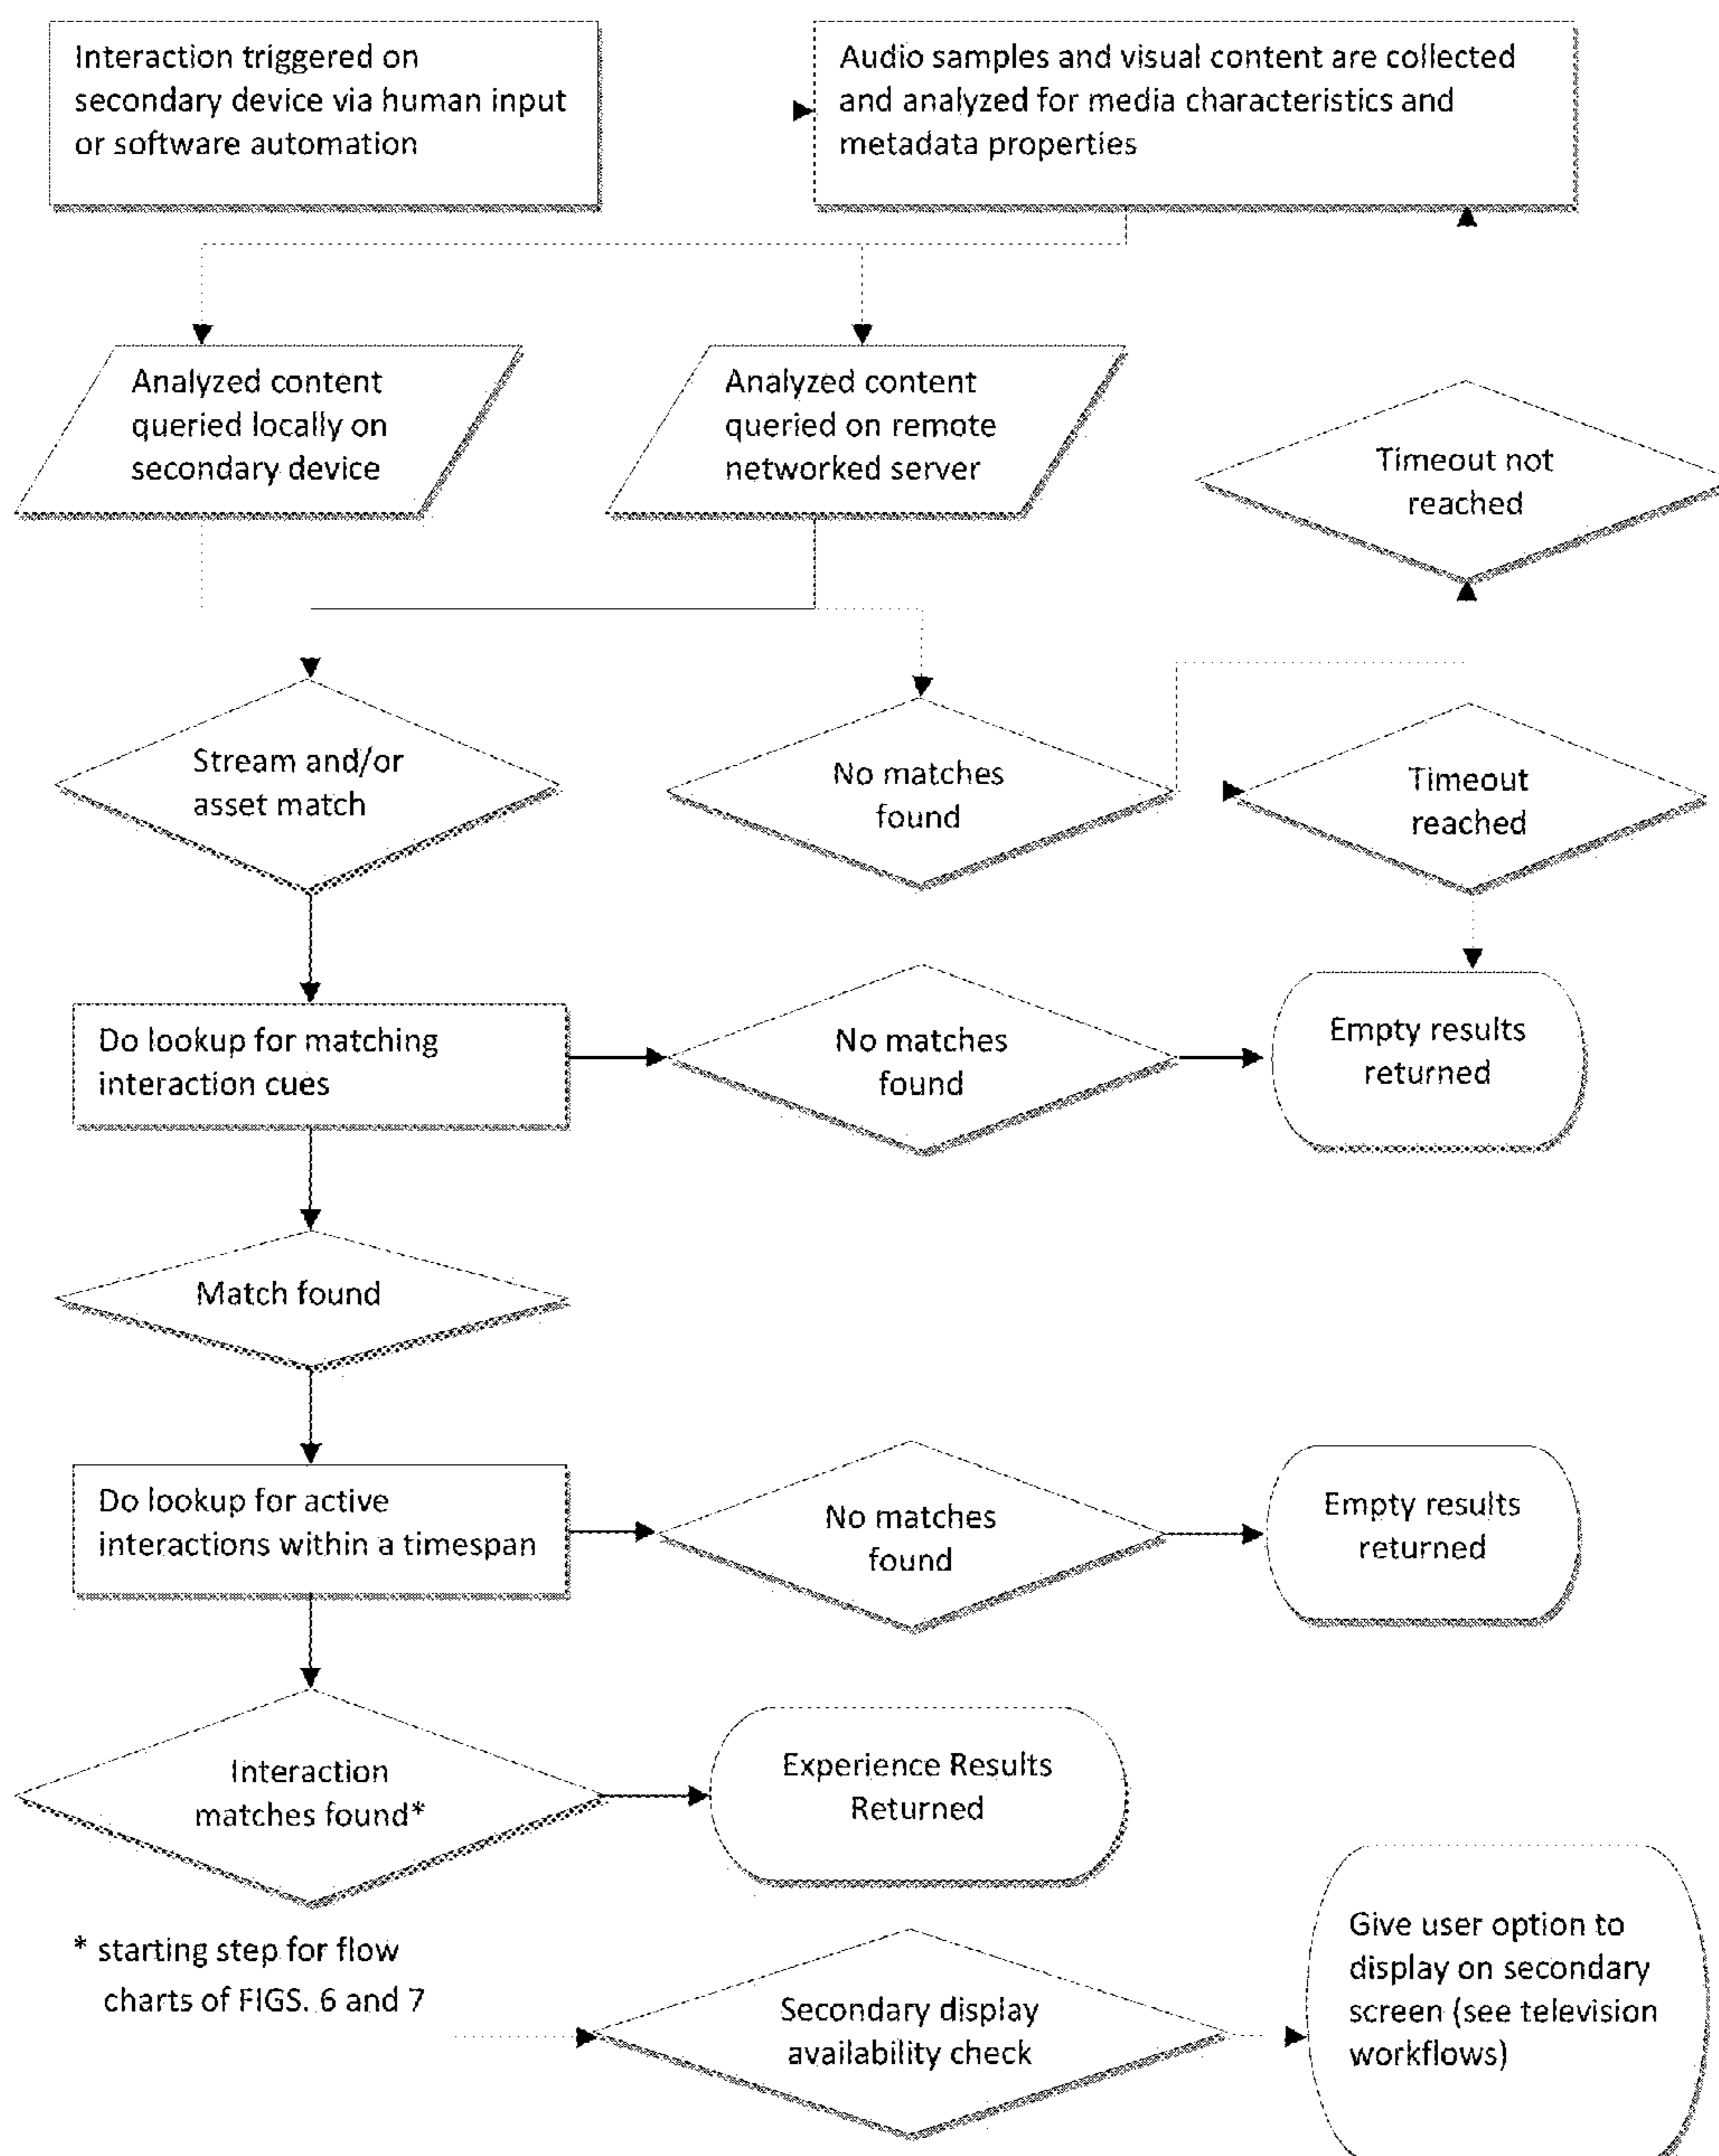 Interaction triggered on
secondary device via human input
or software automation
Audio samples and visual content are collected
and analyzed for media characteristics and
metadata properties
Analyzed content
queried locally on
secondary device
Analyzed content
queried on remote
networked server
Timeout not
reached
Stream and/or
asset match
No matches
found
Timeout
reached
Do lookup for matching
interaction cues
No matches
found
Empty results
returned
Match found
Do lookup for active
interactions within a timespan
No matches
found
Empty results
returned
Interaction
matches found*
Experience Results
Returned
* starting step for flow
charts of FIGS. 6 and 7
Secondary display
availability check
Give user option to
display on secondary
screen (see television
workflows)